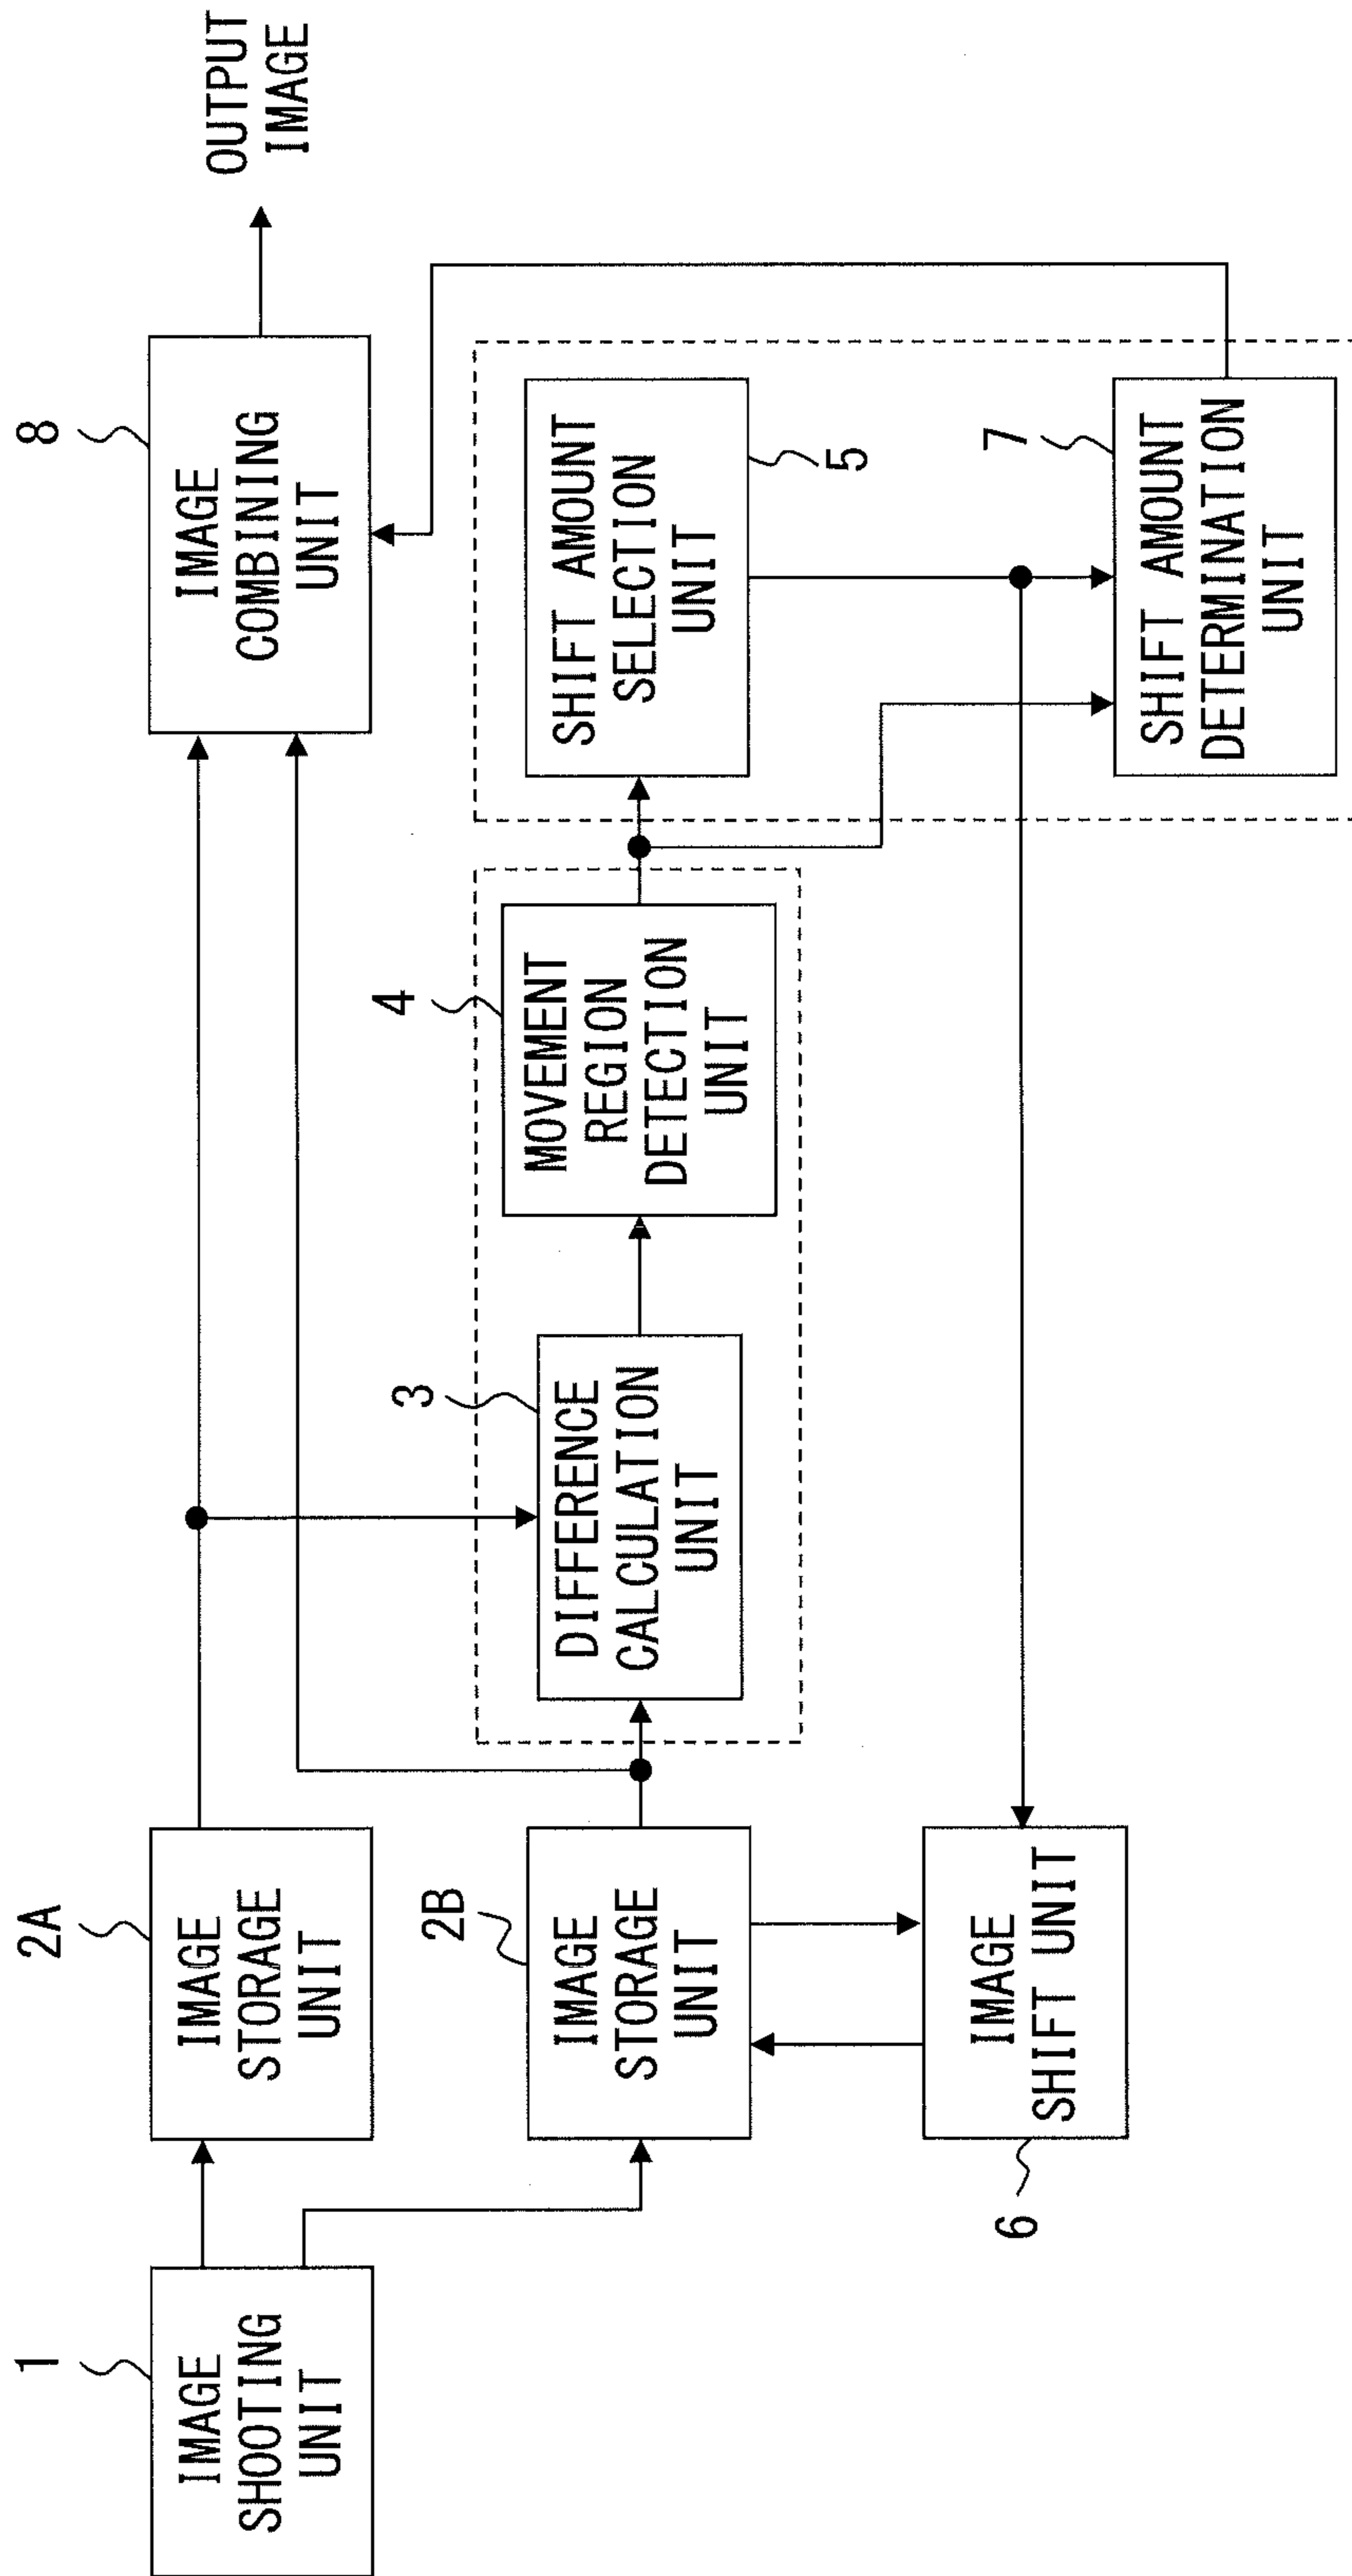 1
IMAGE
SHOOTING
UNIT
2A
IMAGE
STORAGE
UNIT
2B
IMAGE
STORAGE
UNIT
6
IMAGE
SHIFT UNIT
3
DIFFERENCE
CALCULATION
UNIT
4
MOVEMENT
REGION
DETECTION
UNIT
8
IMAGE
COMBINING
UNIT
OUTPUT
IMAGE
SHIFT AMOUNT
SELECTION
UNIT
5
7
SHIFT AMOUNT
DETERMINATION
UNIT